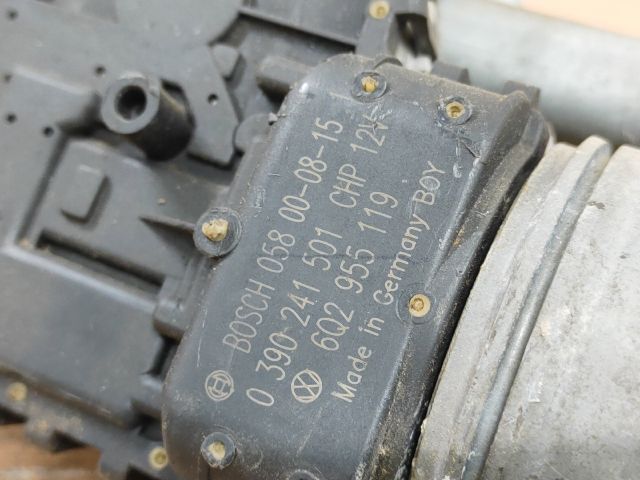 BOSCH 058 00-08-15
0 390 241 501 CHP 12V
6Q2 955 119
Made in Germany BOY